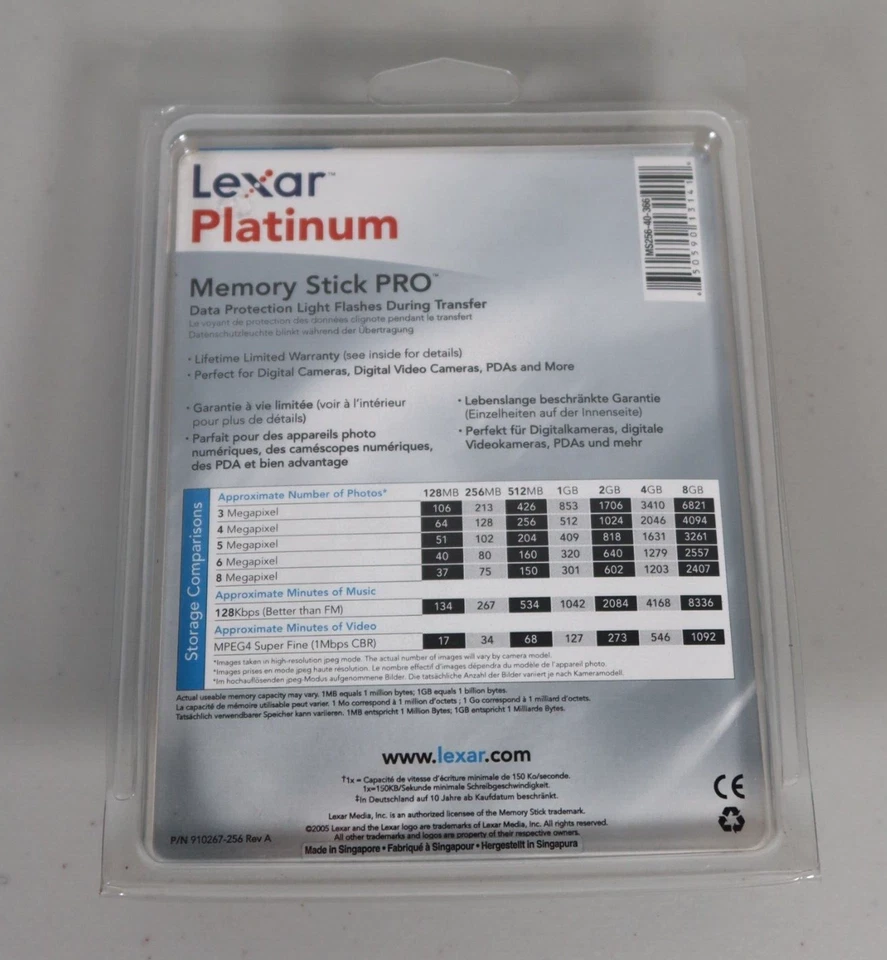 Lexar™
Platinum
MS256-40-366
6 50590 13141 4
Memory Stick PRO™
Data Protection Light Flashes During Transfer
Le voyant de protection des données clignote pendant le transfert
Datenschutzleuchte blinkt während der Übertragung
· Lifetime Limited Warranty (see inside for details)
· Perfect for Digital Cameras, Digital Video Cameras, PDAs and More
· Garantie à vie limitée (voir à l'intérieur
pour plus de détails)
· Parfait pour des appareils photo
numériques, des caméscopes numériques,
des PDA et bien avantage
· Lebenslange beschränkte Garantie
(Einzelheiten auf der Innenseite)
· Perfekt für Digitalkameras, digitale
Videokameras, PDAs und mehr
Storage Comparisons
Approximate Number of Photos* 128MB 256MB 512MB 1GB 2GB 4GB 8GB
3 Megapixel 106 213 426 853 1706 3410 6821
4 Megapixel 64 128 256 512 1024 2046 4094
5 Megapixel 51 102 204 409 818 1631 3261
6 Megapixel 40 80 160 320 640 1279 2557
8 Megapixel 37 75 150 301 602 1203 2407
Approximate Minutes of Music
128Kbps (Better than FM) 134 267 534 1042 2084 4168 8336
Approximate Minutes of Video
MPEG4 Super Fine (1Mbps CBR) 17 34 68 127 273 546 1092
*Images taken in high-resolution jpeg mode. The actual number of images will vary by camera model.
*Images prises en mode jpeg haute résolution. Le nombre effectif d'images dépendra du modèle de l'appareil photo.
*Im hochauflösenden jpeg-Modus aufgenommene Bilder. Die tatsächliche Anzahl der Bilder variiert je nach Kameramodell.
Actual useable memory capacity may vary. 1MB equals 1 million bytes; 1GB equals 1 billion bytes.
La capacité de mémoire utilisable peut varier. 1 Mo correspond à 1 million d'octets ; 1 Go correspond à 1 milliard d'octets.
Tatsächlich verwendbarer Speicher kann variieren. 1MB entspricht 1 Million Bytes; 1GB entspricht 1 Milliarde Bytes.
www.lexar.com
†1x = Capacité de vitesse d'écriture minimale de 150 Ko/seconde.
1x=150KB/Sekunde minimale Schreibgeschwindigkeit.
‡In Deutschland auf 10 Jahre ab Kaufdatum beschränkt.
CE
Lexar Media, Inc. is an authorized licensee of the Memory Stick trademark.
©2005 Lexar and the Lexar logo are trademarks of Lexar Media, Inc. All rights reserved.
All other trademarks and logos are property of their respective owners.
P/N 910267-256 Rev A
Made in Singapore • Fabriqué à Singapour • Hergestellt in Singapura